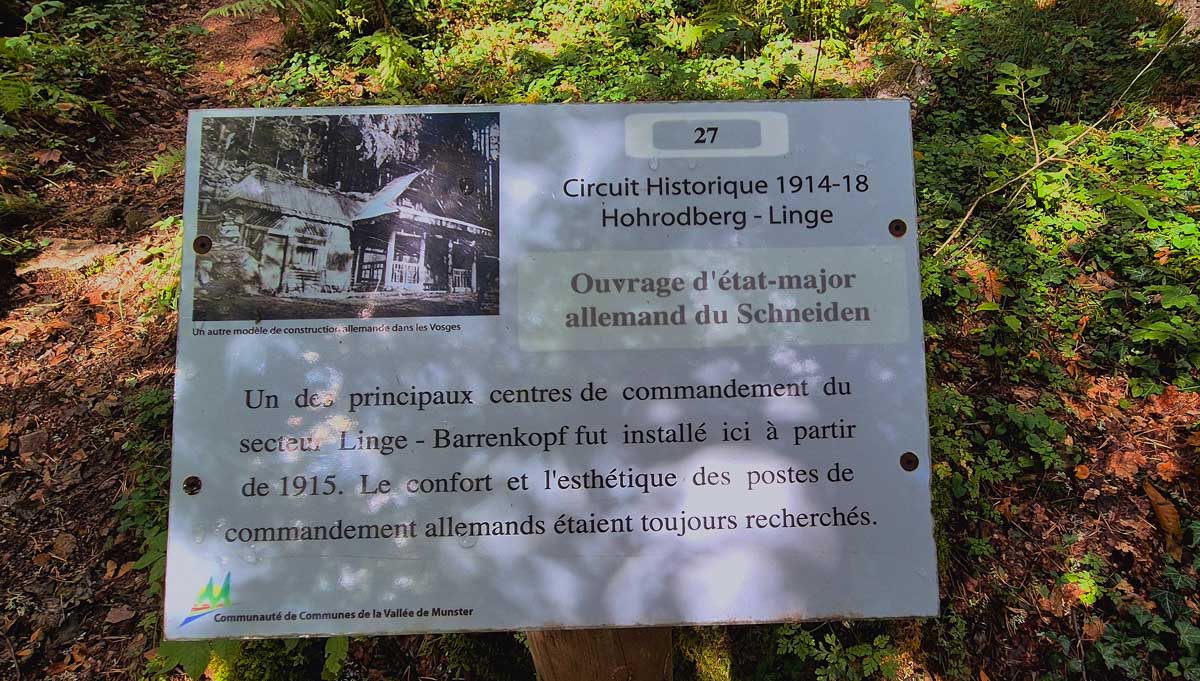 27
Circuit Historique 1914-18
Hohrodberg - Linge
Ouvrage d'état-major
allemand du Schneiden
Un autre modèle de construction allemande dans les Vosges
Un des principaux centres de commandement du
secteur Linge - Barrenkopf fut installé ici à partir
de 1915. Le confort et l'esthétique des postes de
commandement allemands étaient toujours recherchés.
Communauté de Communes de la Vallée de Munster